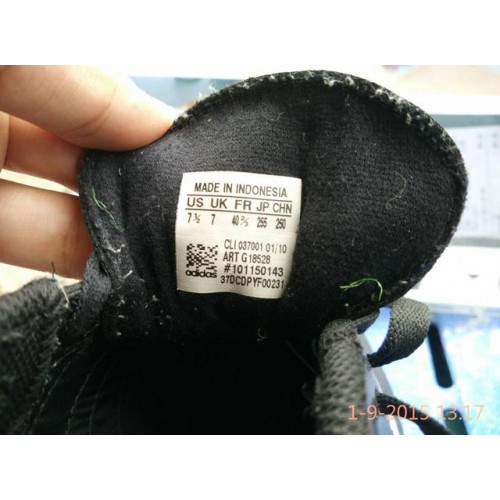 MADE IN INDONESIA
US UK FR JP CHN
7½ 7 40⅔ 255 250
CLI 037001 01/10
ART G18528
#101150143
adidas 37DCDPYF00231
1-9-2015 13.17